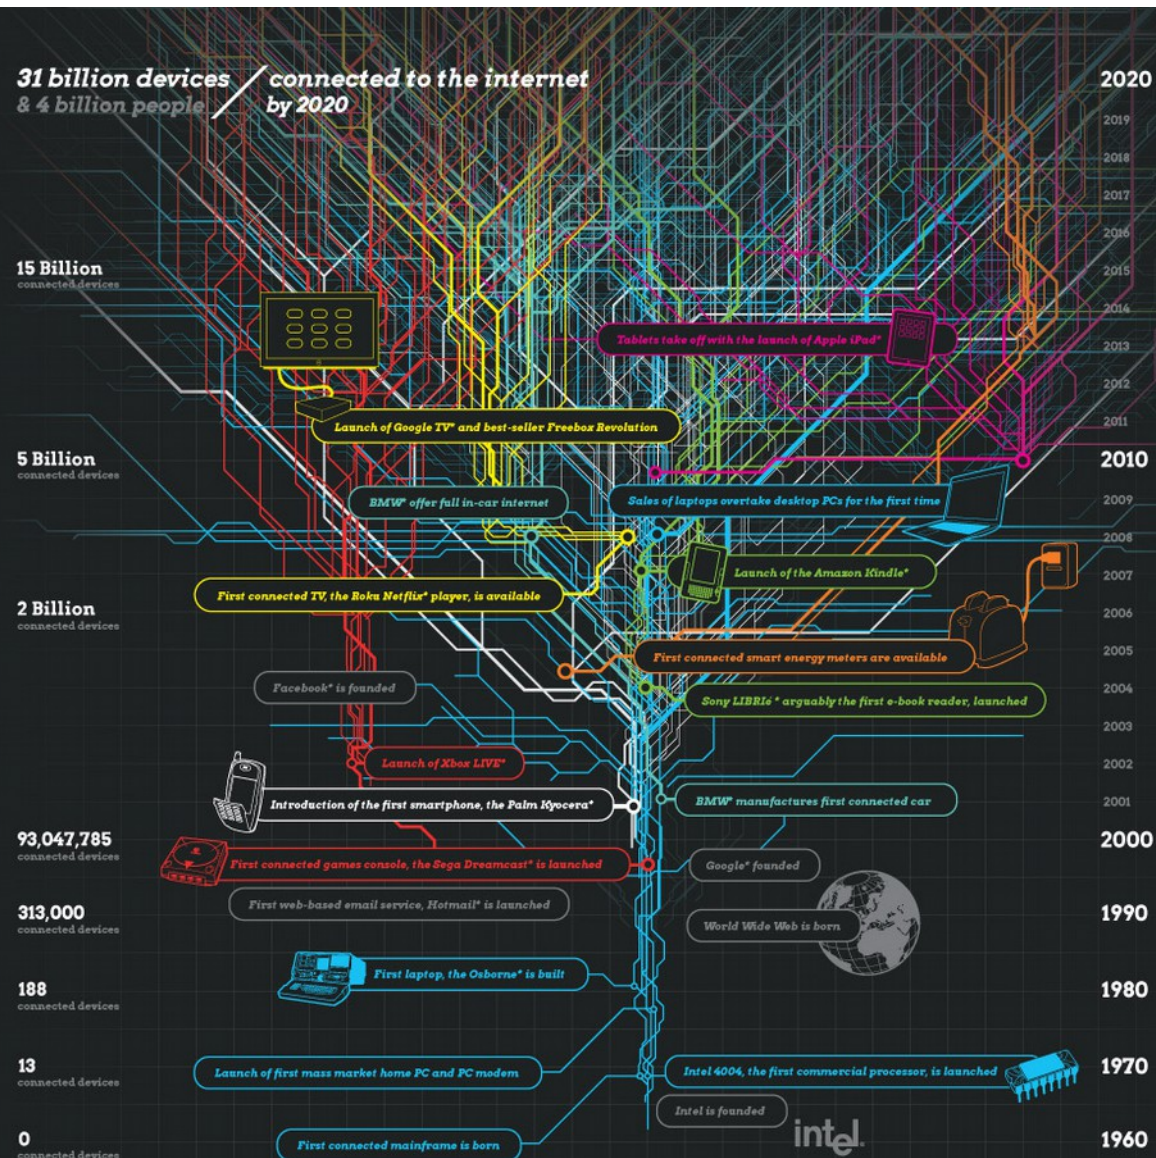 31 billion devices / connected to the internet
& 4 billion people / by 2020
2020
2019
2018
2017
2016
15 Billion
connected devices
2015
2014
Tablets take off with the launch of Apple iPad*
2013
2012
Launch of Google TV* and best-seller Freebox Revolution
2011
5 Billion
connected devices
2010
BMW* offer full in-car internet
Sales of laptops overtake desktop PCs for the first time
2009
2008
Launch of the Amazon Kindle*
2007
First connected TV, the Roku Netflix* player, is available
2 Billion
connected devices
2006
First connected smart energy meters are available
2005
Facebook* is founded
2004
Sony LIBRIé * arguably the first e-book reader, launched
2003
Launch of Xbox LIVE*
2002
Introduction of the first smartphone, the Palm Kyocera*
BMW* manufactures first connected car
2001
93,047,785
connected devices
2000
First connected games console, the Sega Dreamcast* is launched
Google* founded
First web-based email service, Hotmail* is launched
313,000
connected devices
1990
World Wide Web is born
First laptop, the Osborne* is built
188
connected devices
1980
13
connected devices
1970
Launch of first mass market home PC and PC modem
Intel 4004, the first commercial processor, is launched
Intel is founded
intel
First connected mainframe is born
0
connected devices
1960